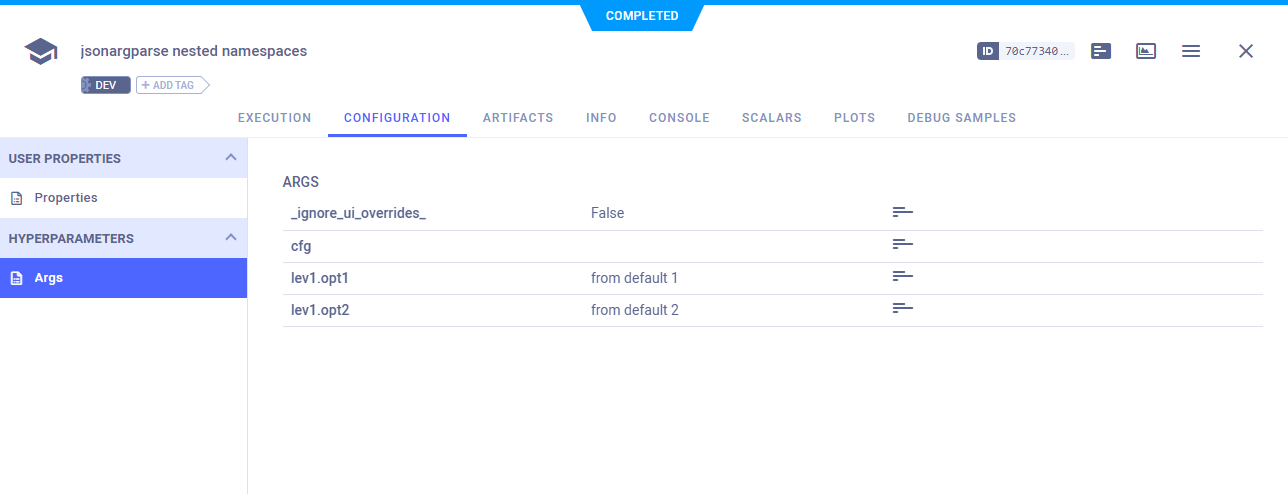 COMPLETED
jsonargparse nested namespaces
ID 70c77340...
DEV + ADD TAG
EXECUTION CONFIGURATION ARTIFACTS INFO CONSOLE SCALARS PLOTS DEBUG SAMPLES
USER PROPERTIES
Properties
HYPERPARAMETERS
Args
ARGS
_ignore_ui_overrides_ False
cfg
lev1.opt1 from default 1
lev1.opt2 from default 2